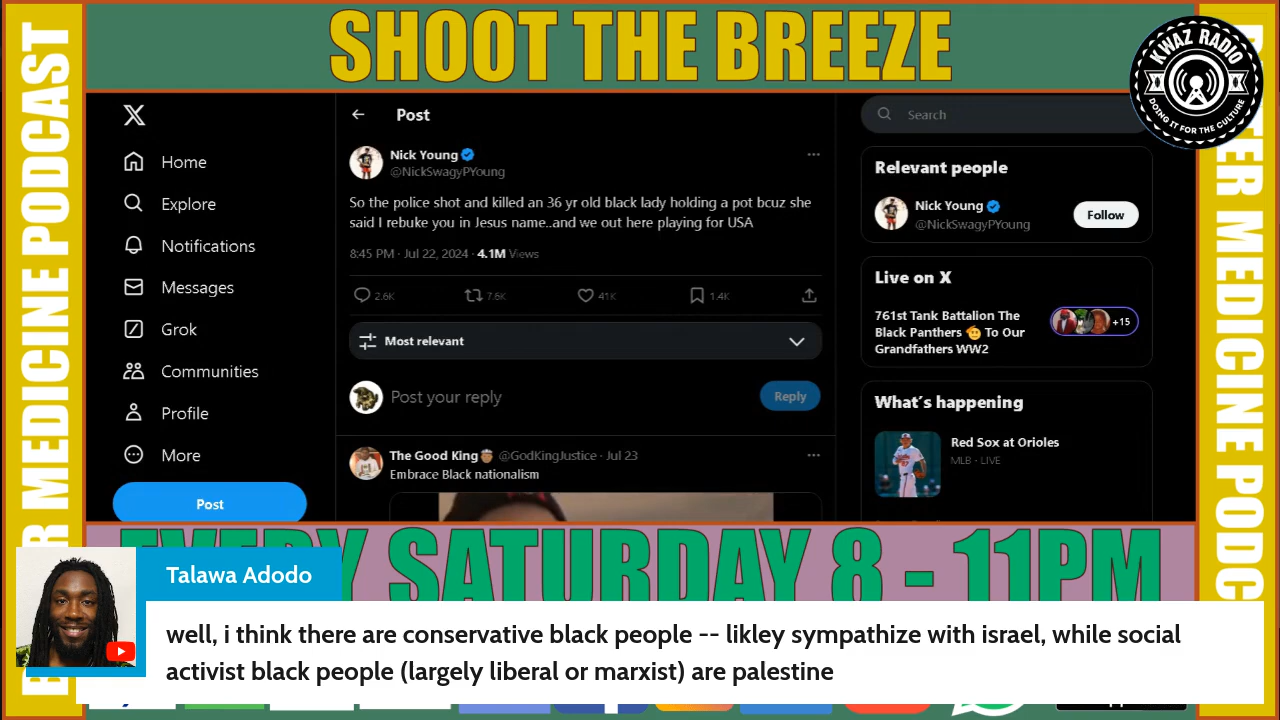 SHOOT THE BREEZE
KWAZ RADIO
DOING IT FOR THE CULTURE
MEDICINE PODCAST
Post
Search
Home
Explore
Notifications
Messages
Grok
Communities
Profile
More
Post
Nick Young
@NickSwagyPYoung
So the police shot and killed an 36 yr old black lady holding a pot bcuz she
said I rebuke you in Jesus name..and we out here playing for USA
8:45 PM · Jul 22, 2024 · 4.1M Views
2.6K 7.6K 41K 1.4K
Most relevant
Post your reply
Reply
The Good King @GodKingJustice · Jul 23
Embrace Black nationalism
Relevant people
Nick Young
@NickSwagyPYoung
Follow
Live on X
761st Tank Battalion The
Black Panthers To Our
Grandfathers WW2
+15
What's happening
Red Sox at Orioles
MLB · LIVE
MEDICINE PODC
EVERY SATURDAY 8 - 11PM
Talawa Adodo
well, i think there are conservative black people -- likley sympathize with israel, while social
activist black people (largely liberal or marxist) are palestine